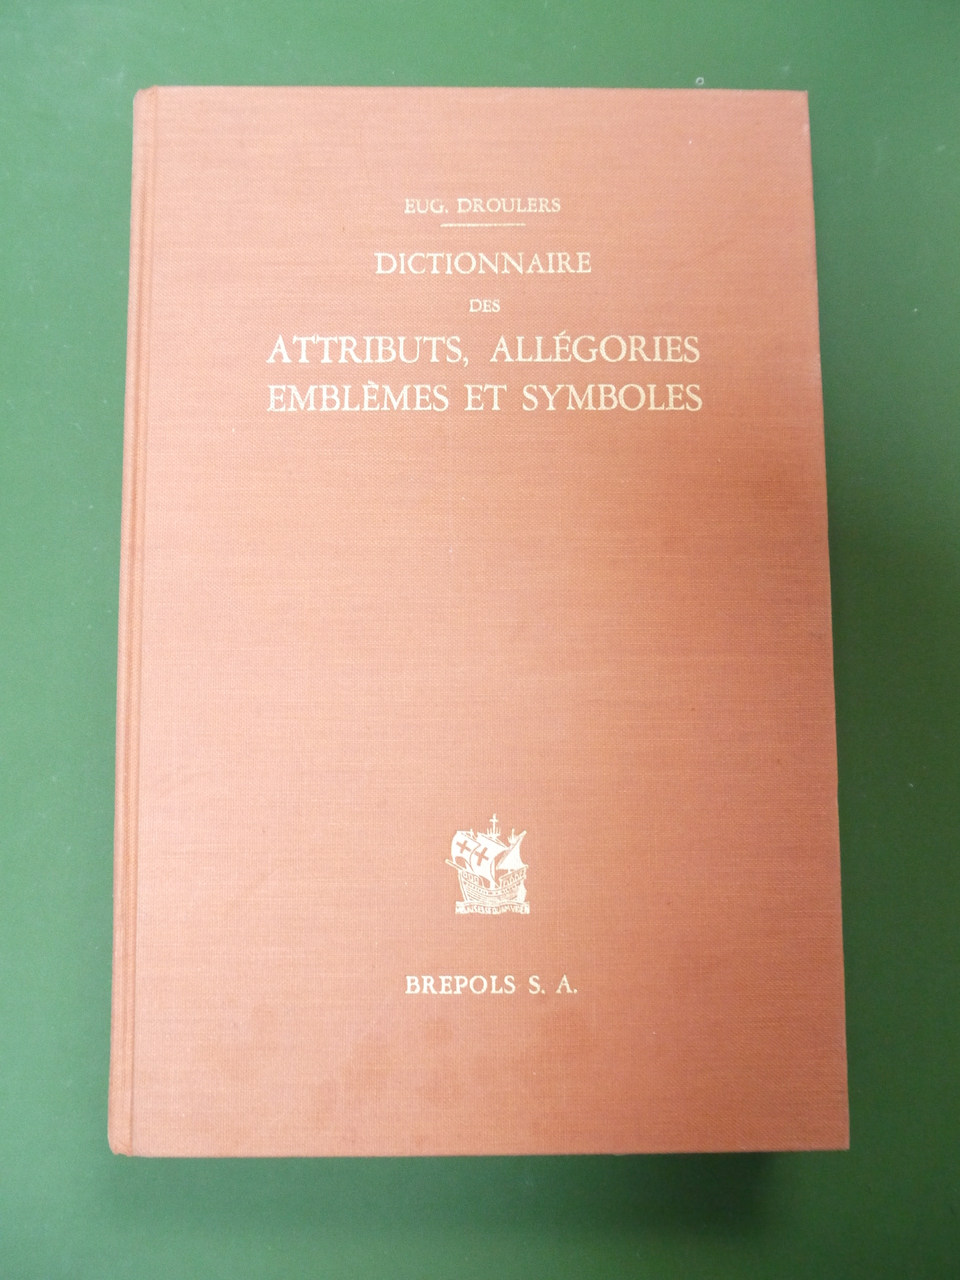 EUG. DROULERS
DICTIONNAIRE
DES
ATTRIBUTS, ALLÉGORIES
EMBLÈMES ET SYMBOLES
BREPOLS S. A.